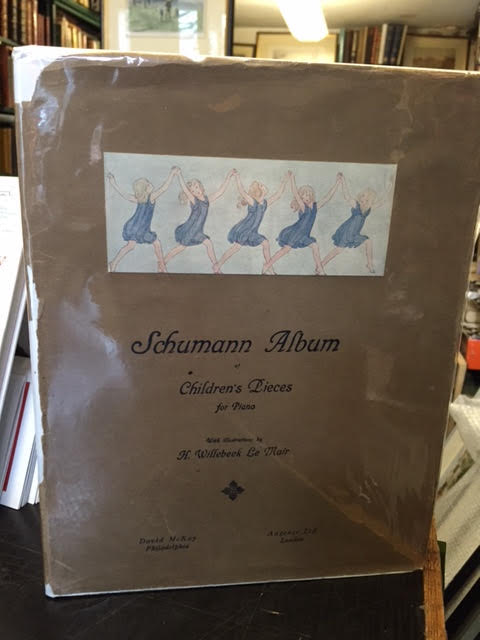 Schumann Album
of
Children's Pieces
for Piano
With illustrations by
H. Willebeek Le Mair
David McKay
Philadelphia
Augener, Ltd.
London